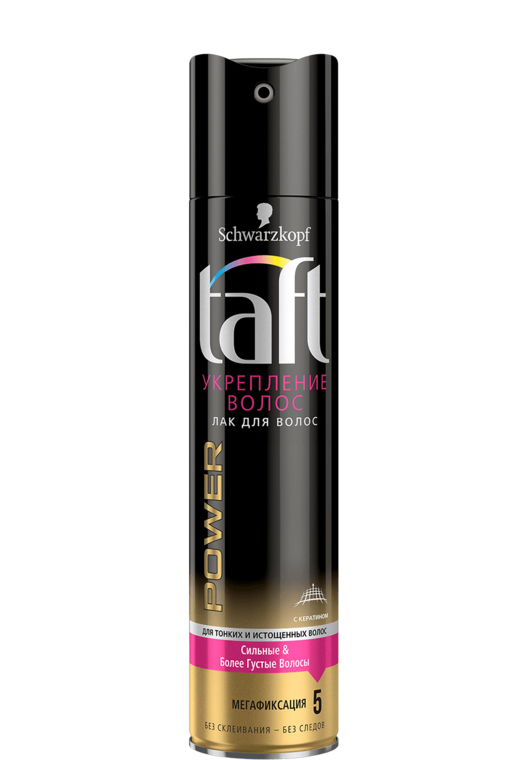 Schwarzkopf
taft
УКРЕПЛЕНИЕ
ВОЛОС
ЛАК ДЛЯ ВОЛОС
POWER
С КЕРАТИНОМ
ДЛЯ ТОНКИХ И ИСТОЩЕННЫХ ВОЛОС
Сильные &
Более Густые Волосы
МЕГАФИКСАЦИЯ 5
БЕЗ СКЛЕИВАНИЯ – БЕЗ СЛЕДОВ